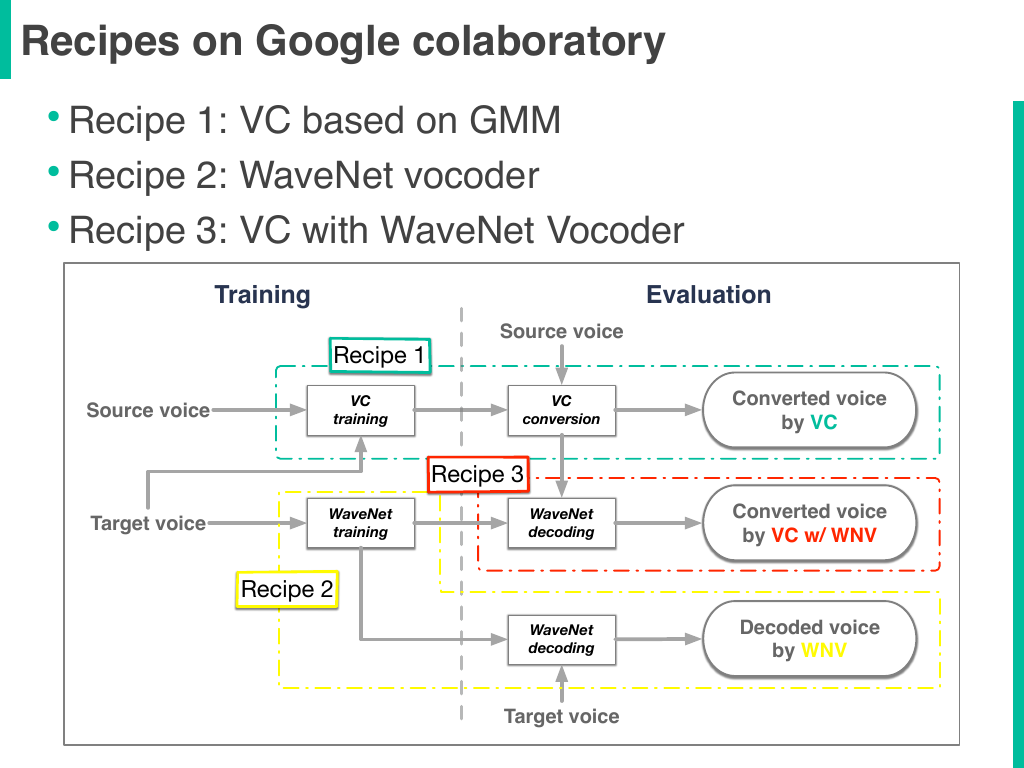 Recipes on Google colaboratory
• Recipe 1: VC based on GMM
• Recipe 2: WaveNet vocoder
• Recipe 3: VC with WaveNet Vocoder
Training
Evaluation
Source voice
Recipe 1
Source voice
VC
training
VC
conversion
Converted voice
by VC
Recipe 3
Target voice
WaveNet
training
WaveNet
decoding
Converted voice
by VC w/ WNV
Recipe 2
WaveNet
decoding
Decoded voice
by WNV
Target voice